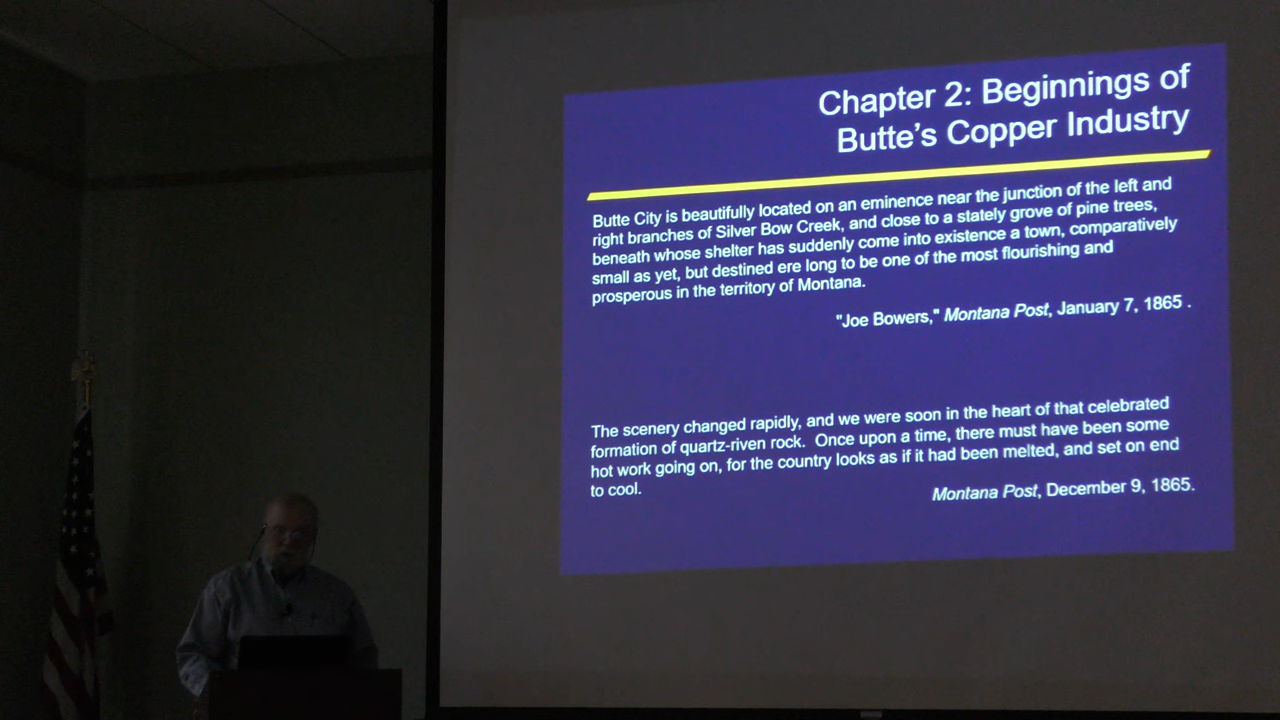 Chapter 2: Beginnings of
Butte's Copper Industry
Butte City is beautifully located on an eminence near the junction of the left and
right branches of Silver Bow Creek, and close to a stately grove of pine trees,
beneath whose shelter has suddenly come into existence a town, comparatively
small as yet, but destined ere long to be one of the most flourishing and
prosperous in the territory of Montana.
"Joe Bowers," Montana Post, January 7, 1865 .
The scenery changed rapidly, and we were soon in the heart of that celebrated
formation of quartz-riven rock. Once upon a time, there must have been some
hot work going on, for the country looks as if it had been melted, and set on end
to cool.
Montana Post, December 9, 1865.